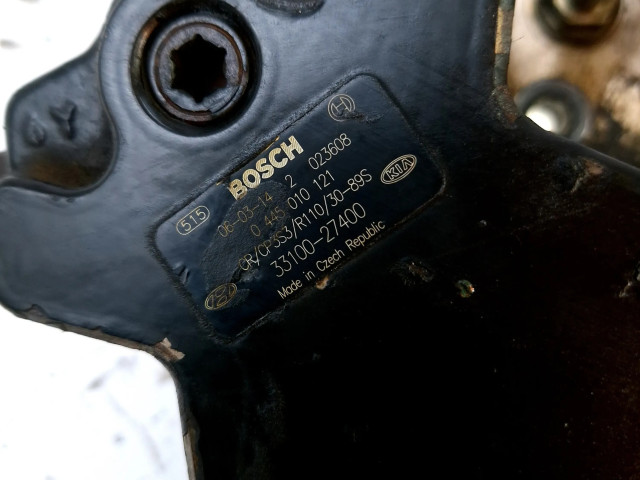 BOSCH
515 06-03-14 2 023608
0 445 010 121
CR/CP3S3/R110/30-89S KIA
33100-27400
Made in Czech Republic